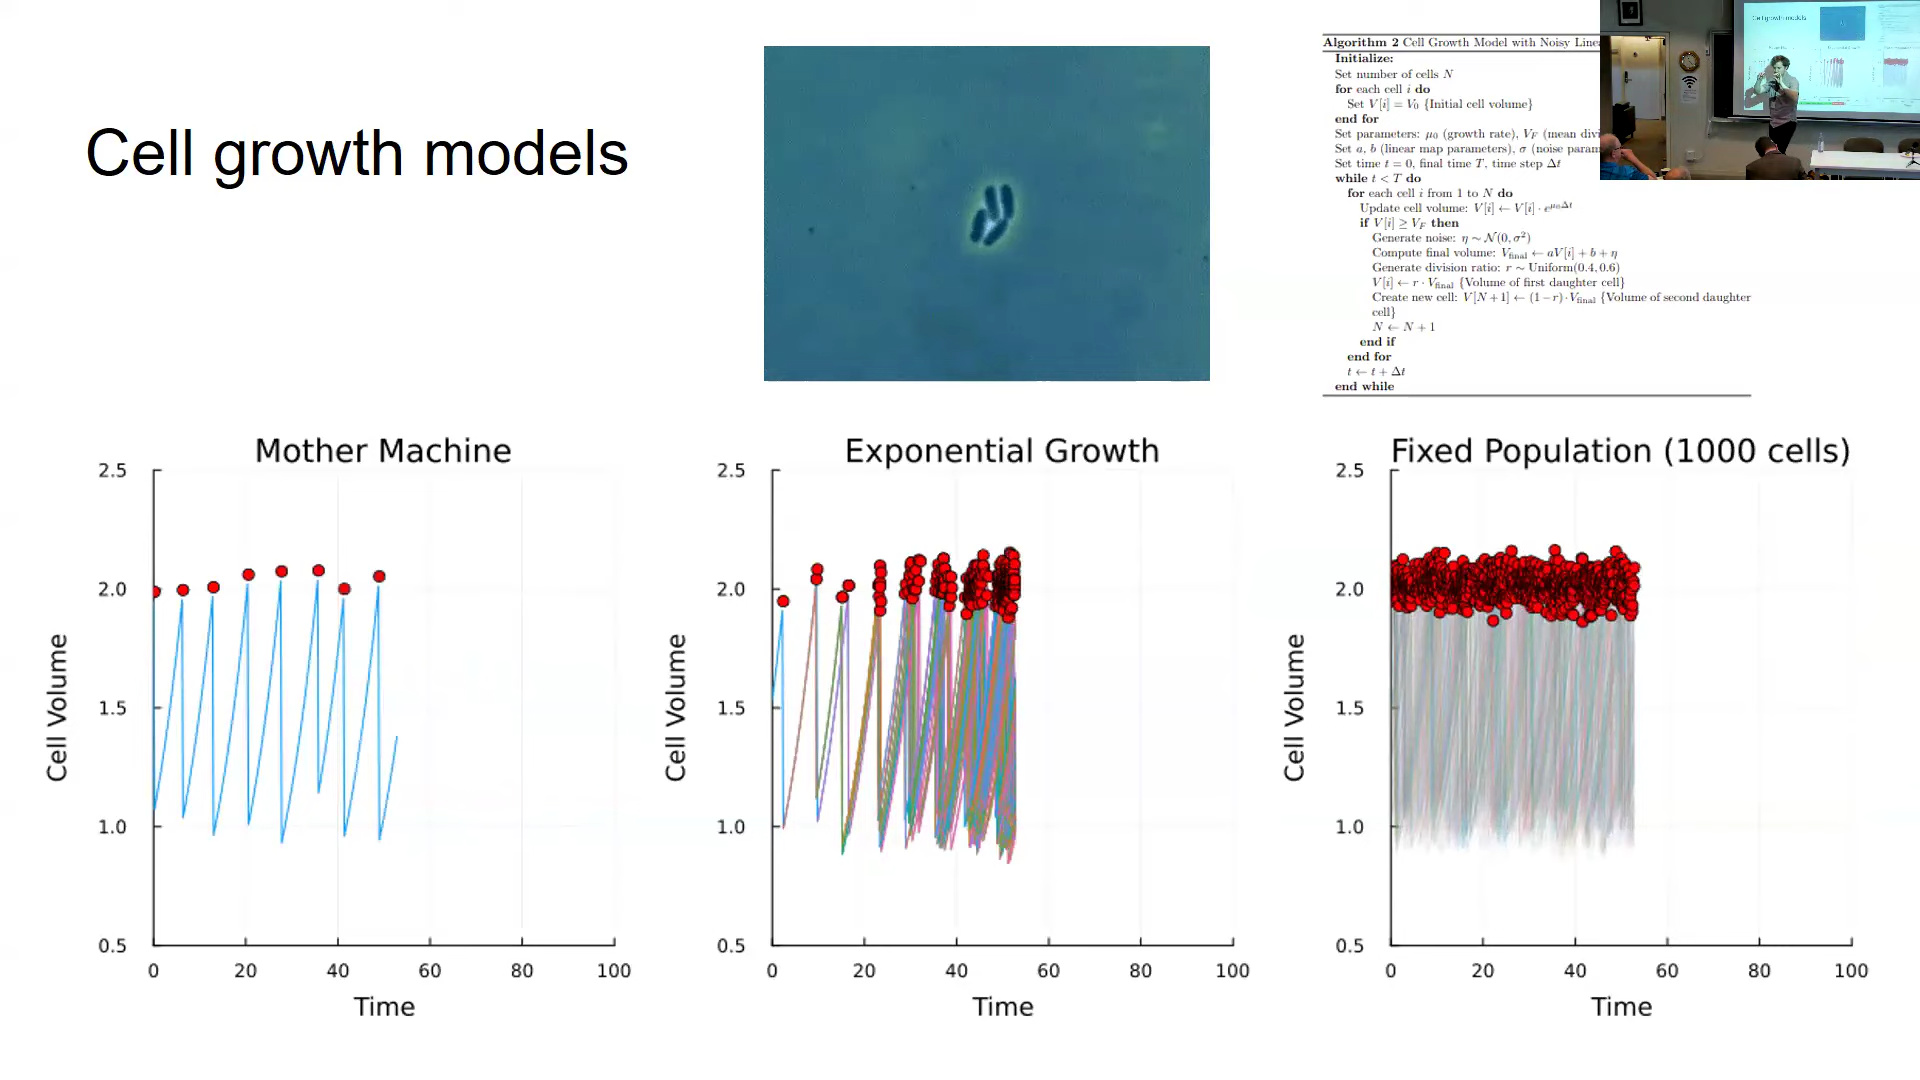 Cell growth models
Algorithm 2 Cell Growth Model with Noisy
Initialize:
Set number of cells N
for each cell i do
Set V[i] = V₀ {Initial cell volume}
end for
Set parameters: μ₀ (growth rate), V_F (mean
Set a, b (linear map parameters), σ (noise
Set time t = 0, final time T, time step Δt
while t < T do
for each cell i from 1 to N do
Update cell volume: V[i] ← V[i] · e^{μ₀Δt}
if V[i] ≥ V_F then
Generate noise: η ∼ N(0, σ²)
Compute final volume: V_final ← aV[i] + b + η
Generate division ratio: r ∼ Uniform(0.4, 0.6)
V[i] ← r · V_final {Volume of first daughter cell}
Create new cell: V[N + 1] ← (1 − r) · V_final {Volume of second daughter
cell}
N ← N + 1
end if
end for
t ← t + Δt
end while
Cell growth models
Mother Machine
2.5
2.0
1.5
1.0
0.5
Cell Volume
0 20 40 60 80 100
Time
Exponential Growth
2.5
2.0
1.5
1.0
0.5
Cell Volume
0 20 40 60 80 100
Time
Fixed Population (1000 cells)
2.5
2.0
1.5
1.0
0.5
Cell Volume
0 20 40 60 80 100
Time